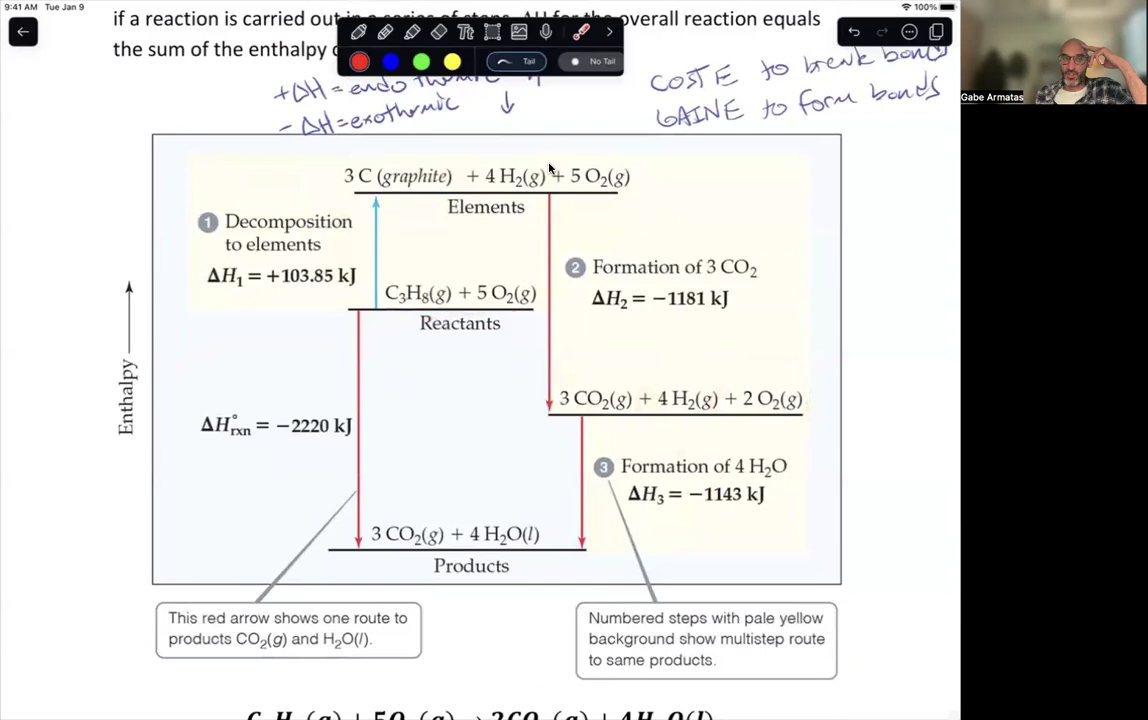 9:41 AM Tue Jan 9
100%
if a reaction is carried out in a series of steps, ΔH for the overall reaction equals
the sum of the enthalpy
Tail
No Tail
+ΔH = endothermic
- ΔH = exothermic
COST E to break bonds
GAIN E to form bonds
Gabe Armatas
3 C (graphite) + 4 H₂(g) + 5 O₂(g)
Elements
1 Decomposition
to elements
ΔH₁ = +103.85 kJ
C₃H₈(g) + 5 O₂(g)
Reactants
2 Formation of 3 CO₂
ΔH₂ = −1181 kJ
Enthalpy
3 CO₂(g) + 4 H₂(g) + 2 O₂(g)
ΔH°rxn = −2220 kJ
3 Formation of 4 H₂O
ΔH₃ = −1143 kJ
3 CO₂(g) + 4 H₂O(l)
Products
This red arrow shows one route to
products CO₂(g) and H₂O(l).
Numbered steps with pale yellow
background show multistep route
to same products.